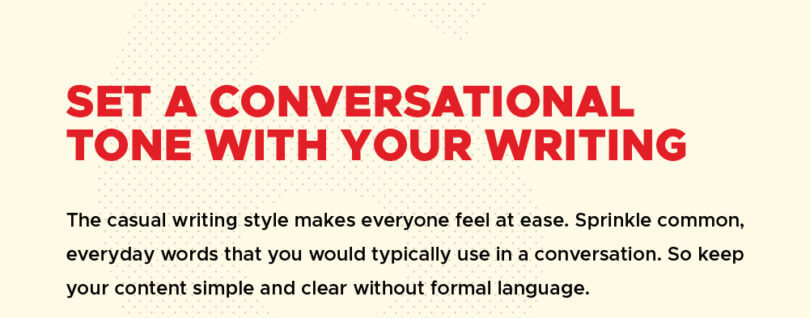 SET A CONVERSATIONAL
TONE WITH YOUR WRITING
The casual writing style makes everyone feel at ease. Sprinkle common,
everyday words that you would typically use in a conversation. So keep
your content simple and clear without formal language.